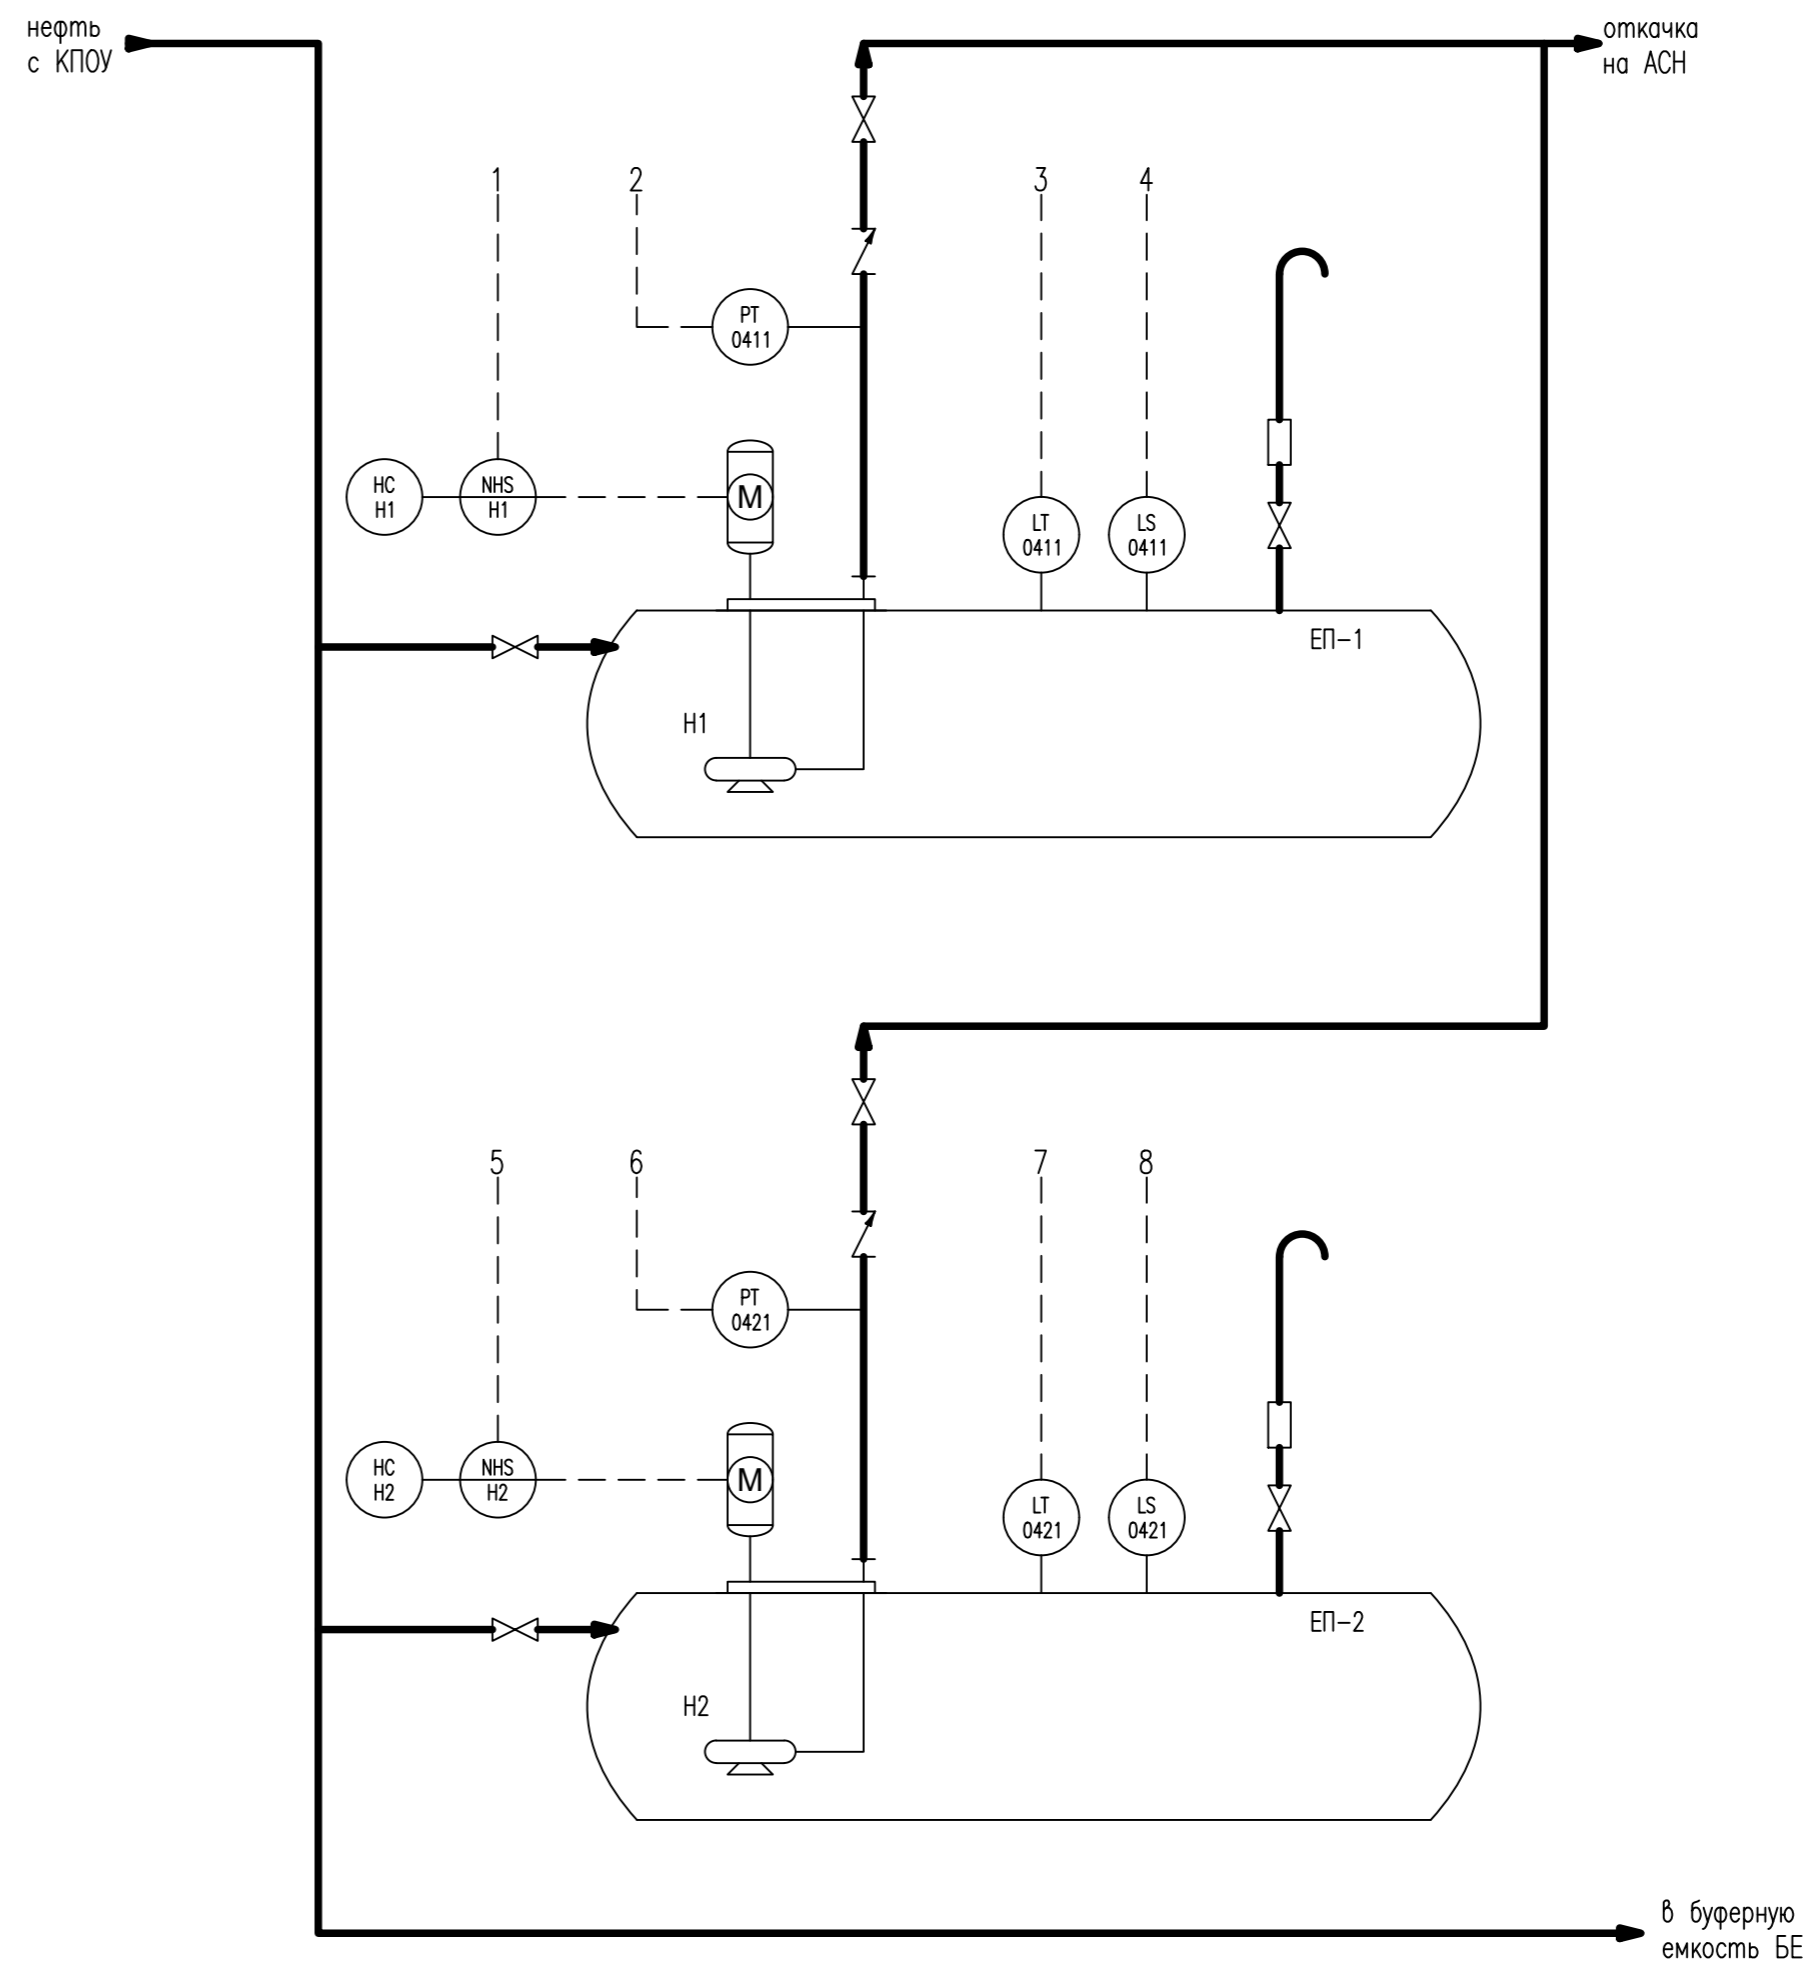 нефть
с КПОУ
откачка
на АСН
1
2
3
4
PT
0411
HC
H1
NHS
H1
M
LT
0411
LS
0411
ЕП-1
Н1
5
6
7
8
PT
0421
HC
H2
NHS
H2
M
LT
0421
LS
0421
ЕП-2
Н2
в буферную
емкость БЕ